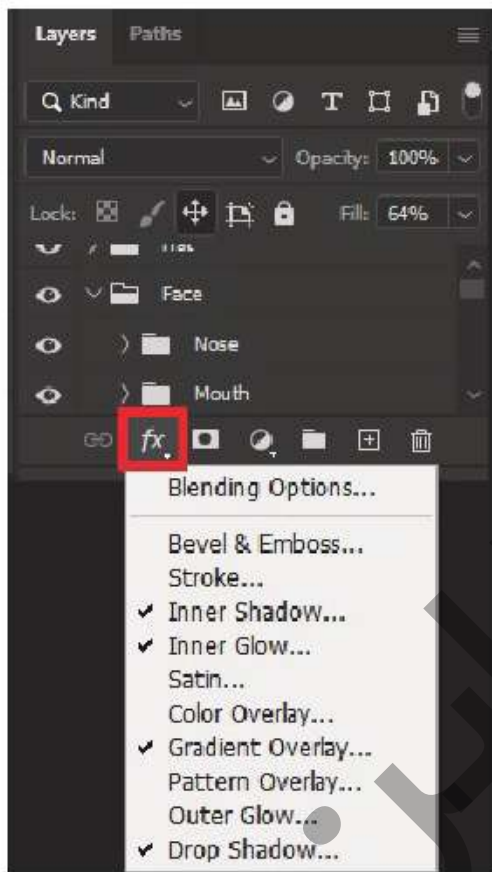 Layers Paths
Kind
Normal Opacity: 100%
Lock: Fill: 64%
Face
Nose
Mouth
fx
Blending Options...
Bevel & Emboss...
Stroke...
Inner Shadow...
Inner Glow...
Satin...
Color Overlay...
Gradient Overlay...
Pattern Overlay...
Outer Glow...
Drop Shadow...